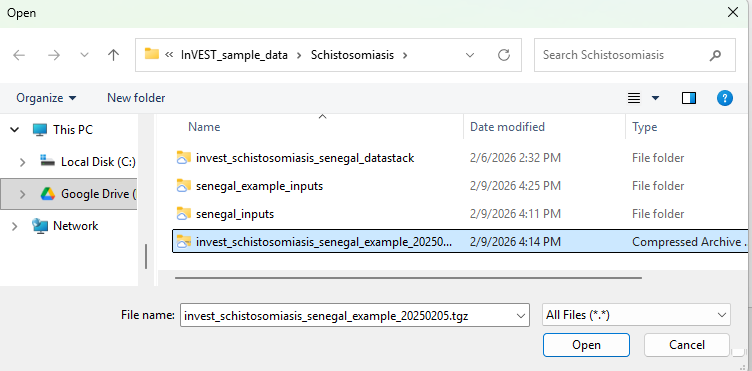 Open
« InVEST_sample_data > Schistosomiasis >
Search Schistosomiasis
Organize
New folder
This PC
Local Disk (C:)
Google Drive (
Network
Name Date modified Type
invest_schistosomiasis_senegal_datastack 2/6/2026 2:32 PM File folder
senegal_example_inputs 2/9/2026 4:25 PM File folder
senegal_inputs 2/9/2026 4:11 PM File folder
invest_schistosomiasis_senegal_example_20250... 2/9/2026 4:14 PM Compressed Archive ...
File name: invest_schistosomiasis_senegal_example_20250205.tgz All Files (*.*)
Open Cancel